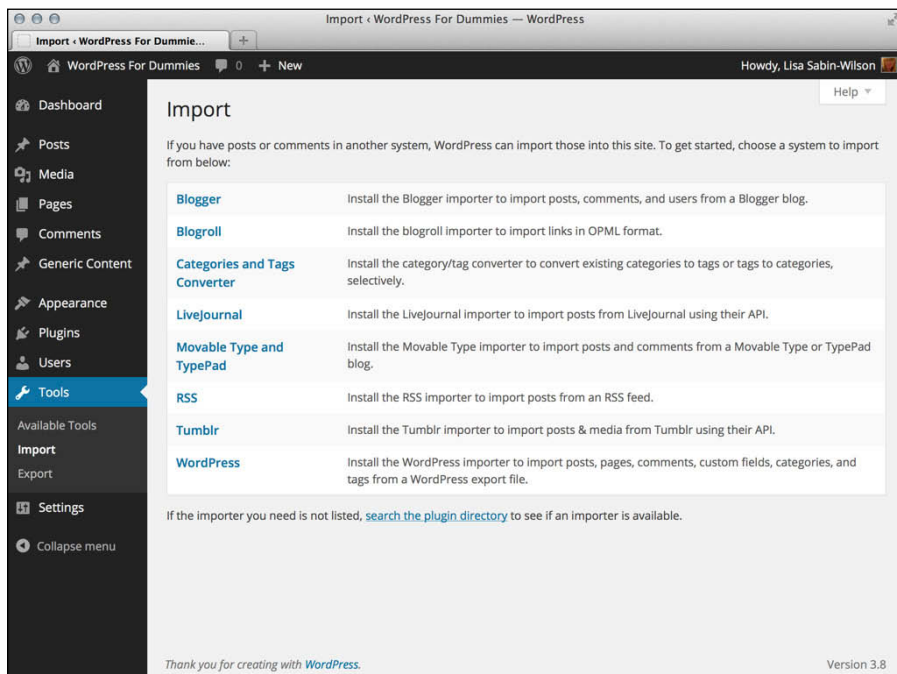 Import ‹ WordPress For Dummies — WordPress
Import ‹ WordPress For Dummie...
WordPress For Dummies 0 + New
Howdy, Lisa Sabin-Wilson
Help
Dashboard
Posts
Media
Pages
Comments
Generic Content
Appearance
Plugins
Users
Tools
Available Tools
Import
Export
Settings
Collapse menu
Import
If you have posts or comments in another system, WordPress can import those into this site. To get started, choose a system to import
from below:
Blogger
Install the Blogger importer to import posts, comments, and users from a Blogger blog.
Blogroll
Install the blogroll importer to import links in OPML format.
Categories and Tags
Converter
Install the category/tag converter to convert existing categories to tags or tags to categories,
selectively.
LiveJournal
Install the LiveJournal importer to import posts from LiveJournal using their API.
Movable Type and
TypePad
Install the Movable Type importer to import posts and comments from a Movable Type or TypePad
blog.
RSS
Install the RSS importer to import posts from an RSS feed.
Tumblr
Install the Tumblr importer to import posts & media from Tumblr using their API.
WordPress
Install the WordPress importer to import posts, pages, comments, custom fields, categories, and
tags from a WordPress export file.
If the importer you need is not listed, search the plugin directory to see if an importer is available.
Thank you for creating with WordPress.
Version 3.8